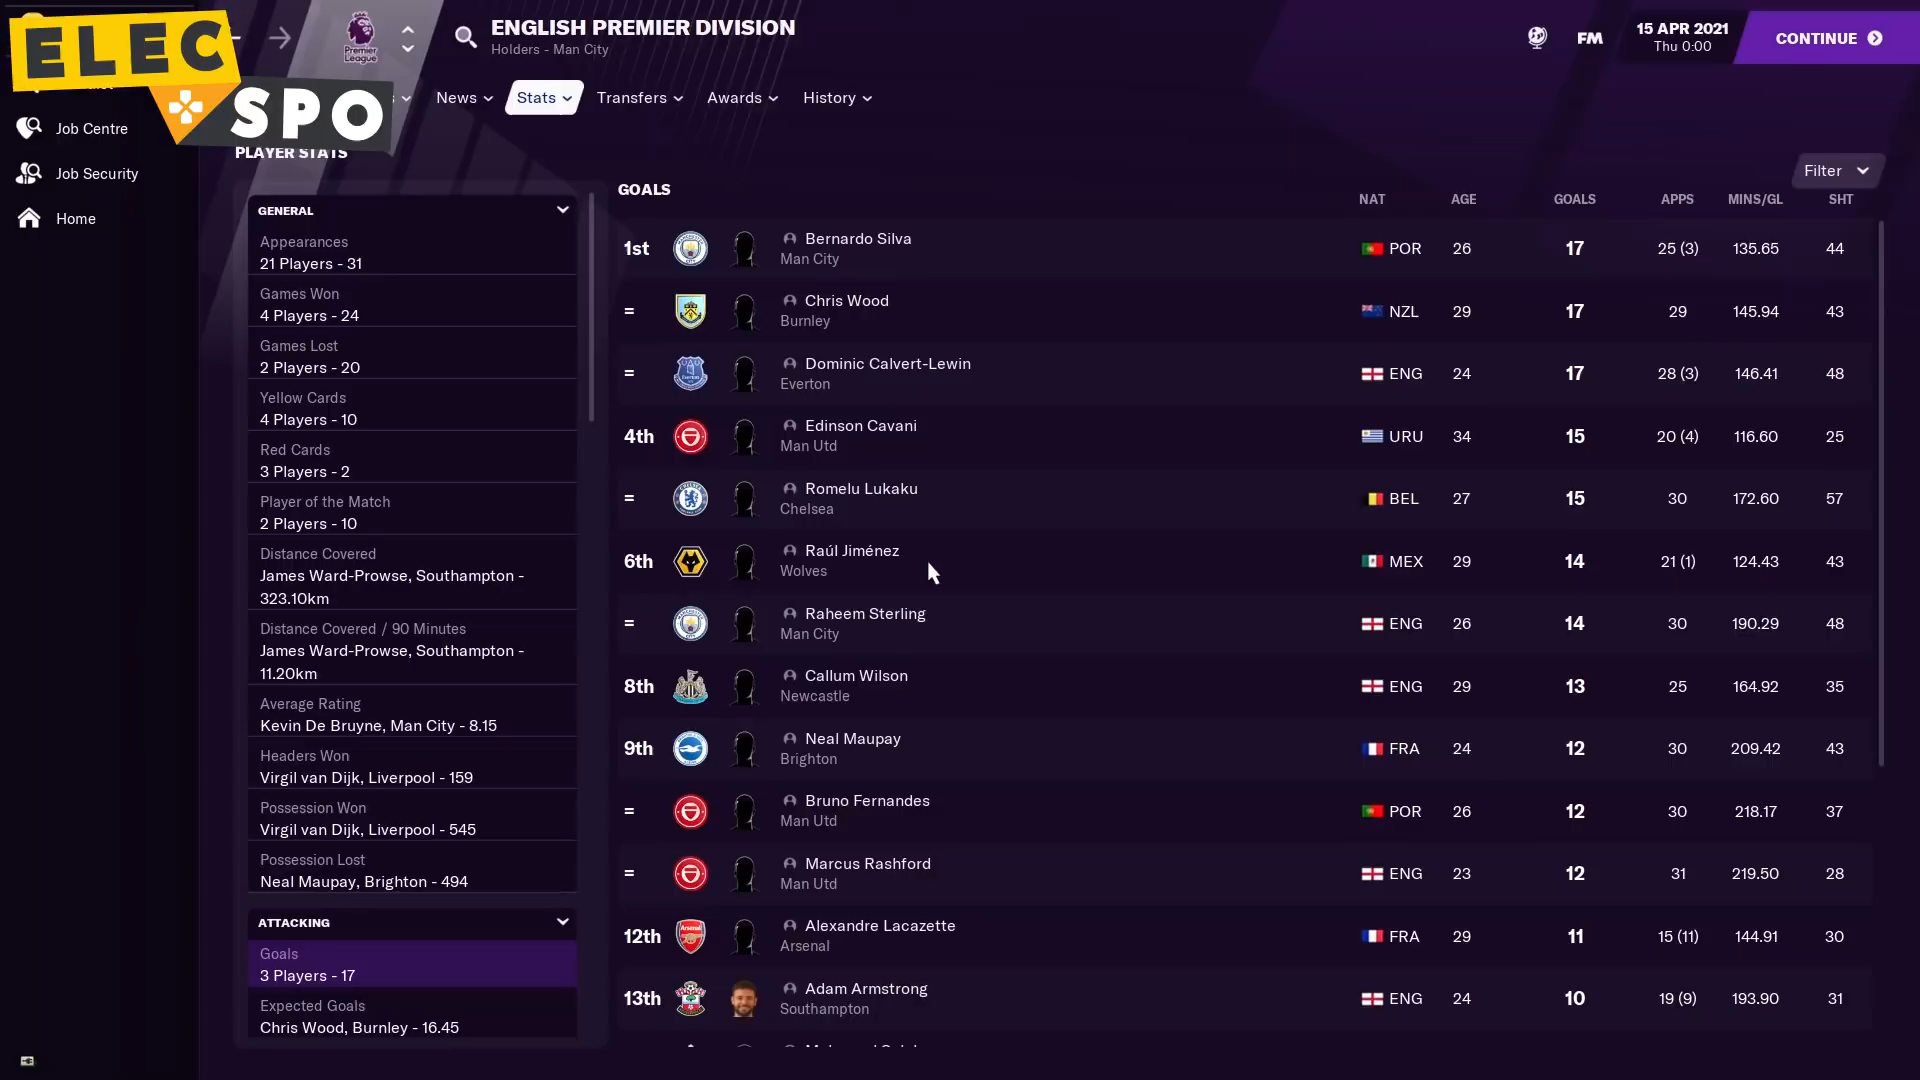 ELEC
SPO
Premier
League
ENGLISH PREMIER DIVISION
Holders - Man City
FM
15 APR 2021
Thu 0:00
CONTINUE
News
Stats
Transfers
Awards
History
Job Centre
Job Security
Home
PLAYER STATS
Filter
GENERAL
Appearances
21 Players - 31
Games Won
4 Players - 24
Games Lost
2 Players - 20
Yellow Cards
4 Players - 10
Red Cards
3 Players - 2
Player of the Match
2 Players - 10
Distance Covered
James Ward-Prowse, Southampton -
323.10km
Distance Covered / 90 Minutes
James Ward-Prowse, Southampton -
11.20km
Average Rating
Kevin De Bruyne, Man City - 8.15
Headers Won
Virgil van Dijk, Liverpool - 159
Possession Won
Virgil van Dijk, Liverpool - 545
Possession Lost
Neal Maupay, Brighton - 494
ATTACKING
Goals
3 Players - 17
Expected Goals
Chris Wood, Burnley - 16.45
GOALS NAT AGE GOALS APPS MINS/GL SHT
1st Bernardo Silva POR 26 17 25 (3) 135.65 44
Man City
= Chris Wood NZL 29 17 29 145.94 43
Burnley
= Dominic Calvert-Lewin ENG 24 17 28 (3) 146.41 48
Everton
4th Edinson Cavani URU 34 15 20 (4) 116.60 25
Man Utd
= Romelu Lukaku BEL 27 15 30 172.60 57
Chelsea
6th Raúl Jiménez MEX 29 14 21 (1) 124.43 43
Wolves
= Raheem Sterling ENG 26 14 30 190.29 48
Man City
8th Callum Wilson ENG 29 13 25 164.92 35
Newcastle
9th Neal Maupay FRA 24 12 30 209.42 43
Brighton
= Bruno Fernandes POR 26 12 30 218.17 37
Man Utd
= Marcus Rashford ENG 23 12 31 219.50 28
Man Utd
12th Alexandre Lacazette FRA 29 11 15 (11) 144.91 30
Arsenal
13th Adam Armstrong ENG 24 10 19 (9) 193.90 31
Southampton